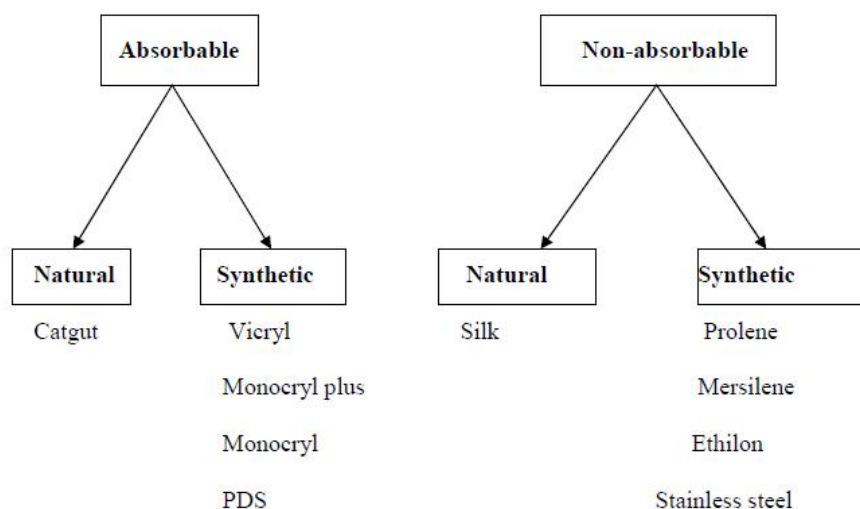 Absorbable
Non-absorbable
Natural
Synthetic
Natural
Synthetic
Catgut
Vicryl
Silk
Prolene
Monocryl plus
Mersilene
Monocryl
Ethilon
PDS
Stainless steel